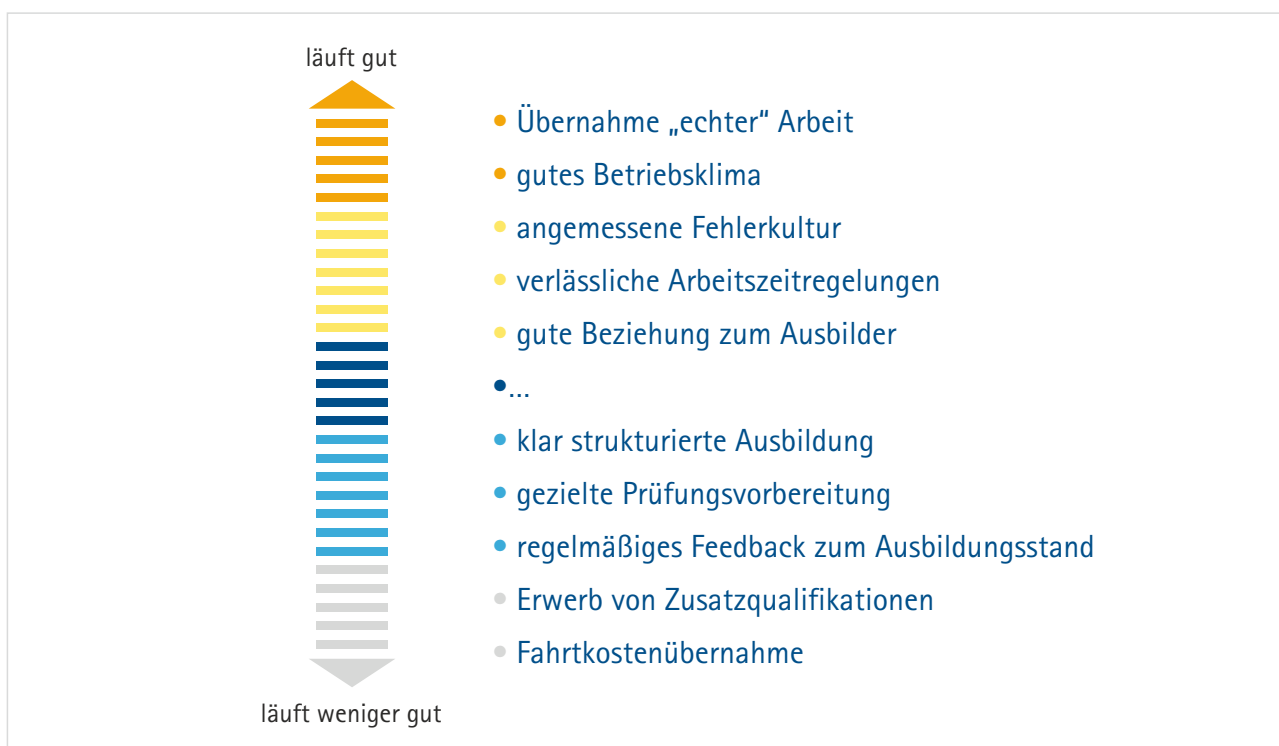 läuft gut
• Übernahme „echter“ Arbeit
• gutes Betriebsklima
• angemessene Fehlerkultur
• verlässliche Arbeitszeitregelungen
• gute Beziehung zum Ausbilder
•...
• klar strukturierte Ausbildung
• gezielte Prüfungsvorbereitung
• regelmäßiges Feedback zum Ausbildungsstand
• Erwerb von Zusatzqualifikationen
• Fahrtkostenübernahme
läuft weniger gut